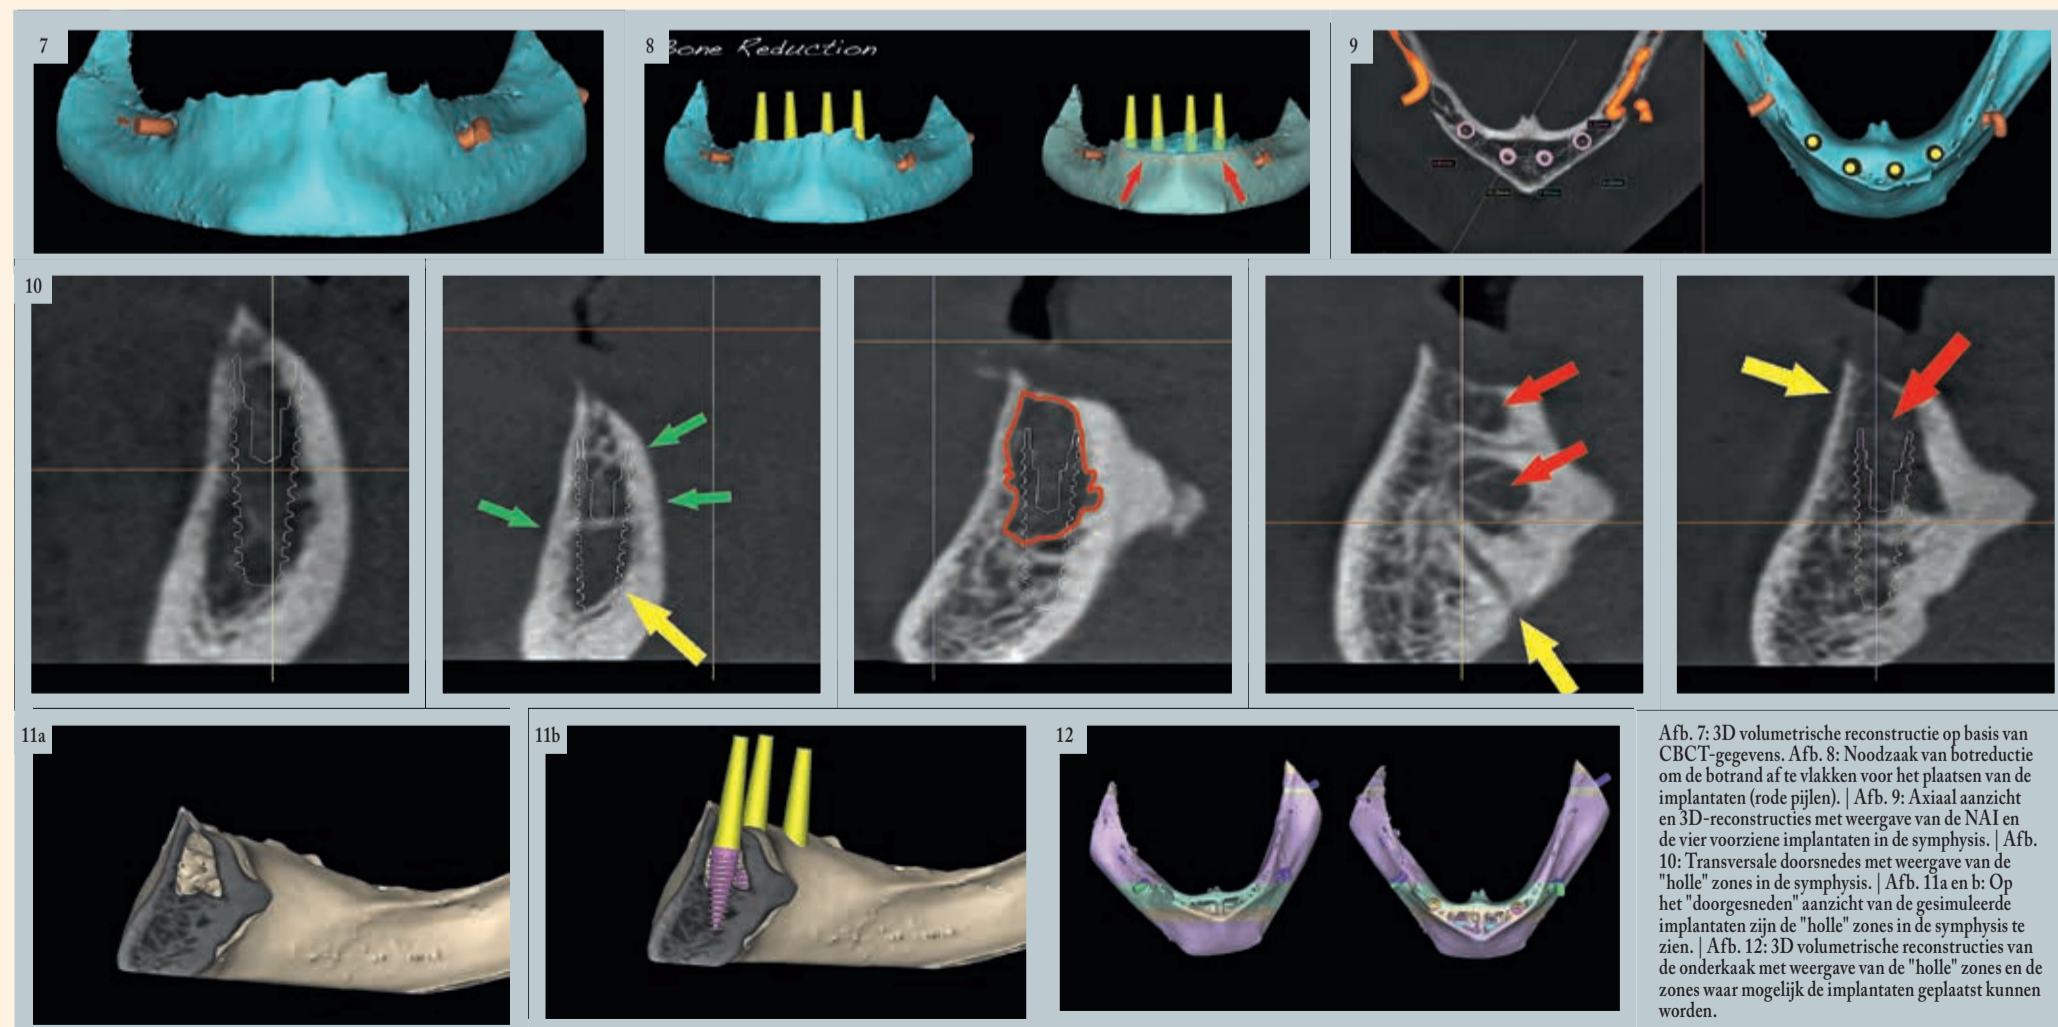 7
8
Bone Reduction
9
10
11a
11b
12
Afb. 7: 3D volumetrische reconstructie op basis van
CBCT-gegevens. Afb. 8: Noodzaak van botreductie
om de botrand af te vlakken voor het plaatsen van de
implantaten (rode pijlen). | Afb. 9: Axiaal aanzicht
en 3D-reconstructies met weergave van de NAI en
de vier voorziene implantaten in de symphysis. | Afb.
10: Transversale doorsnedes met weergave van de
"holle" zones in de symphysis. | Afb. 11a en b: Op
het "doorgesneden" aanzicht van de gesimuleerde
implantaten zijn de "holle" zones in de symphysis te
zien. | Afb. 12: 3D volumetrische reconstructies van
de onderkaak met weergave van de "holle" zones en de
zones waar mogelijk de implantaten geplaatst kunnen
worden.